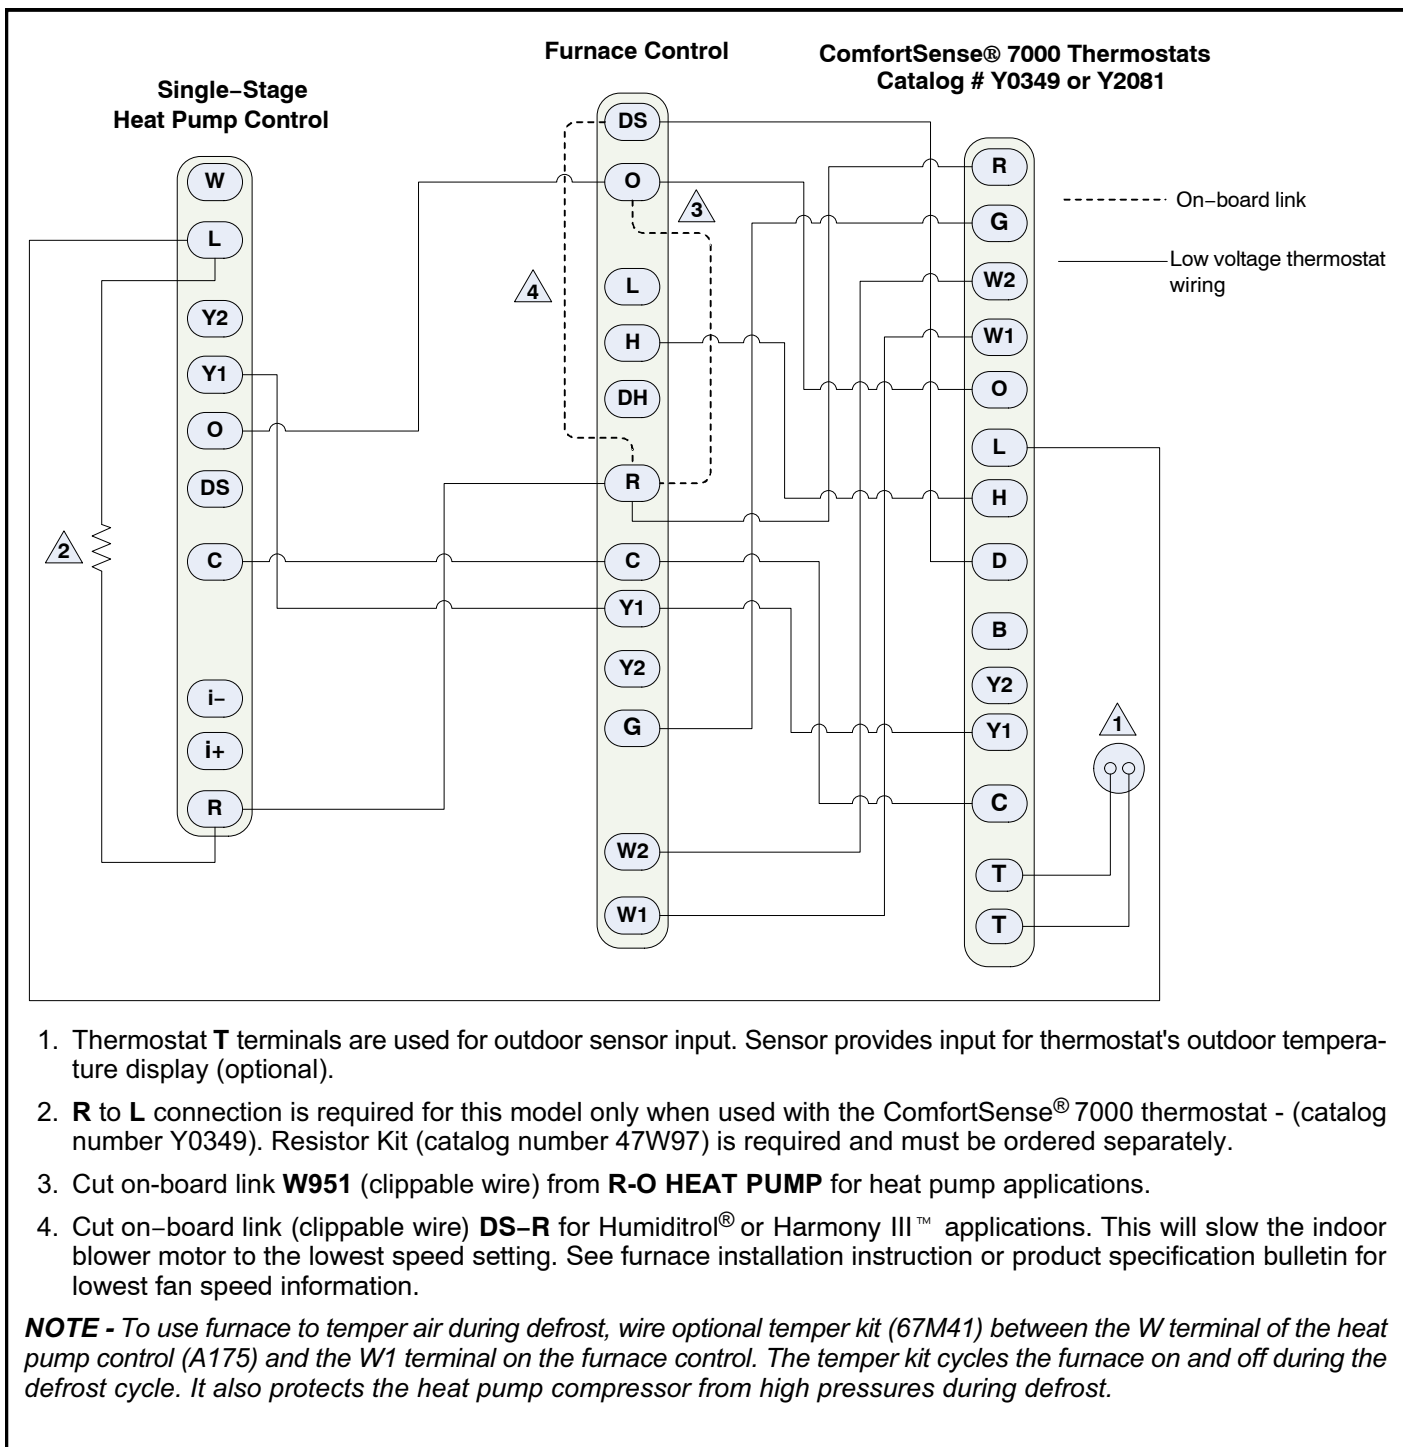 Single−Stage
Heat Pump Control
Furnace Control
ComfortSense® 7000 Thermostats
Catalog # Y0349 or Y2081
W
L
Y2
Y1
O
DS
C
i−
i+
R
2
DS
O
L
H
DH
R
C
Y1
Y2
G
W2
W1
3
4
R
G
W2
W1
O
L
H
D
B
Y2
Y1
C
T
T
1
On−board link
Low voltage thermostat
wiring
1. Thermostat T terminals are used for outdoor sensor input. Sensor provides input for thermostat's outdoor tempera-
ture display (optional).
2. R to L connection is required for this model only when used with the ComfortSense® 7000 thermostat - (catalog
number Y0349). Resistor Kit (catalog number 47W97) is required and must be ordered separately.
3. Cut on-board link W951 (clippable wire) from R-O HEAT PUMP for heat pump applications.
4. Cut on−board link (clippable wire) DS−R for Humiditrol® or Harmony III™ applications. This will slow the indoor
blower motor to the lowest speed setting. See furnace installation instruction or product specification bulletin for
lowest fan speed information.
NOTE - To use furnace to temper air during defrost, wire optional temper kit (67M41) between the W terminal of the heat
pump control (A175) and the W1 terminal on the furnace control. The temper kit cycles the furnace on and off during the
defrost cycle. It also protects the heat pump compressor from high pressures during defrost.